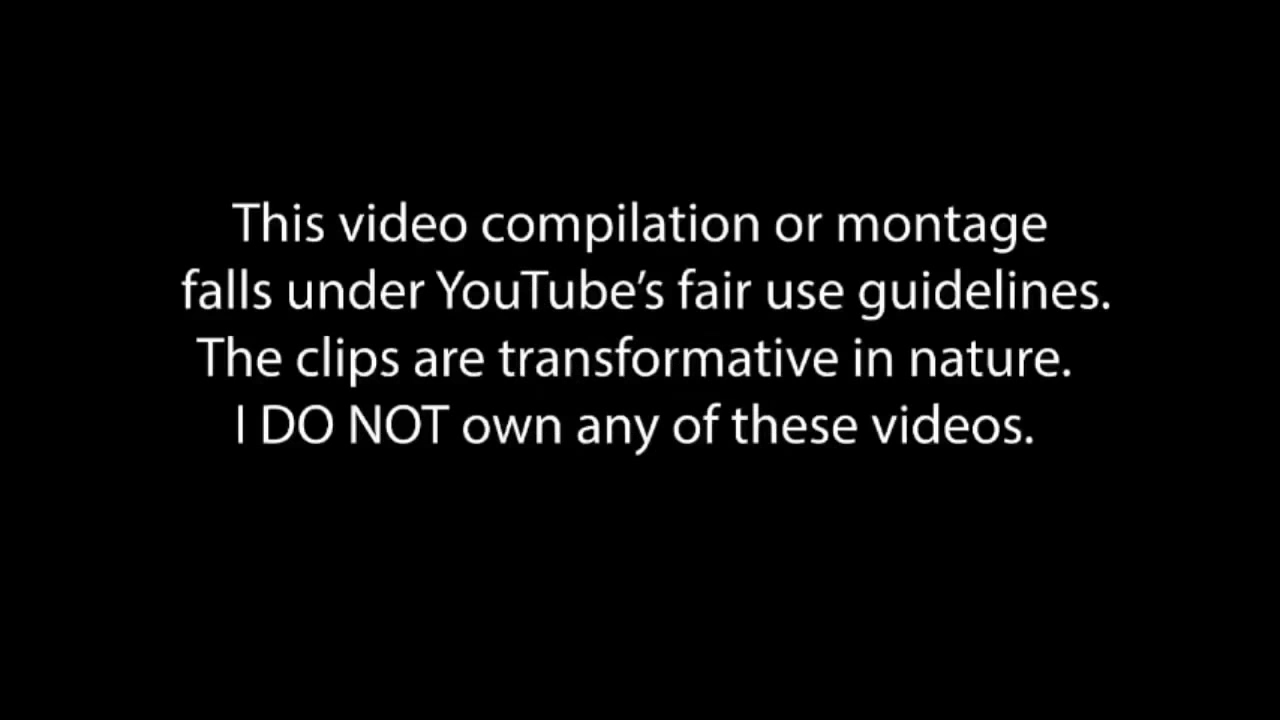 This video compilation or montage
falls under YouTube’s fair use guidelines.
The clips are transformative in nature.
I DO NOT own any of these videos.